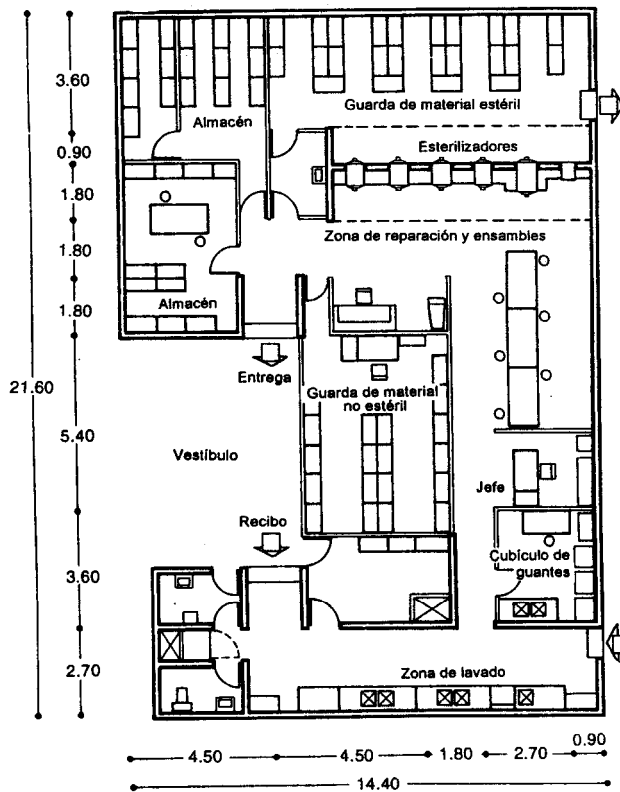 3.60
0.90
1.80
1.80
1.80
21.60
5.40
3.60
2.70
Almacén
Guarda de material estéril
Esterilizadores
Zona de reparación y ensambles
Almacén
Entrega
Guarda de material
no estéril
Vestíbulo
Recibo
Jefe
Cubículo de
guantes
Zona de lavado
4.50
4.50
1.80
2.70
0.90
14.40